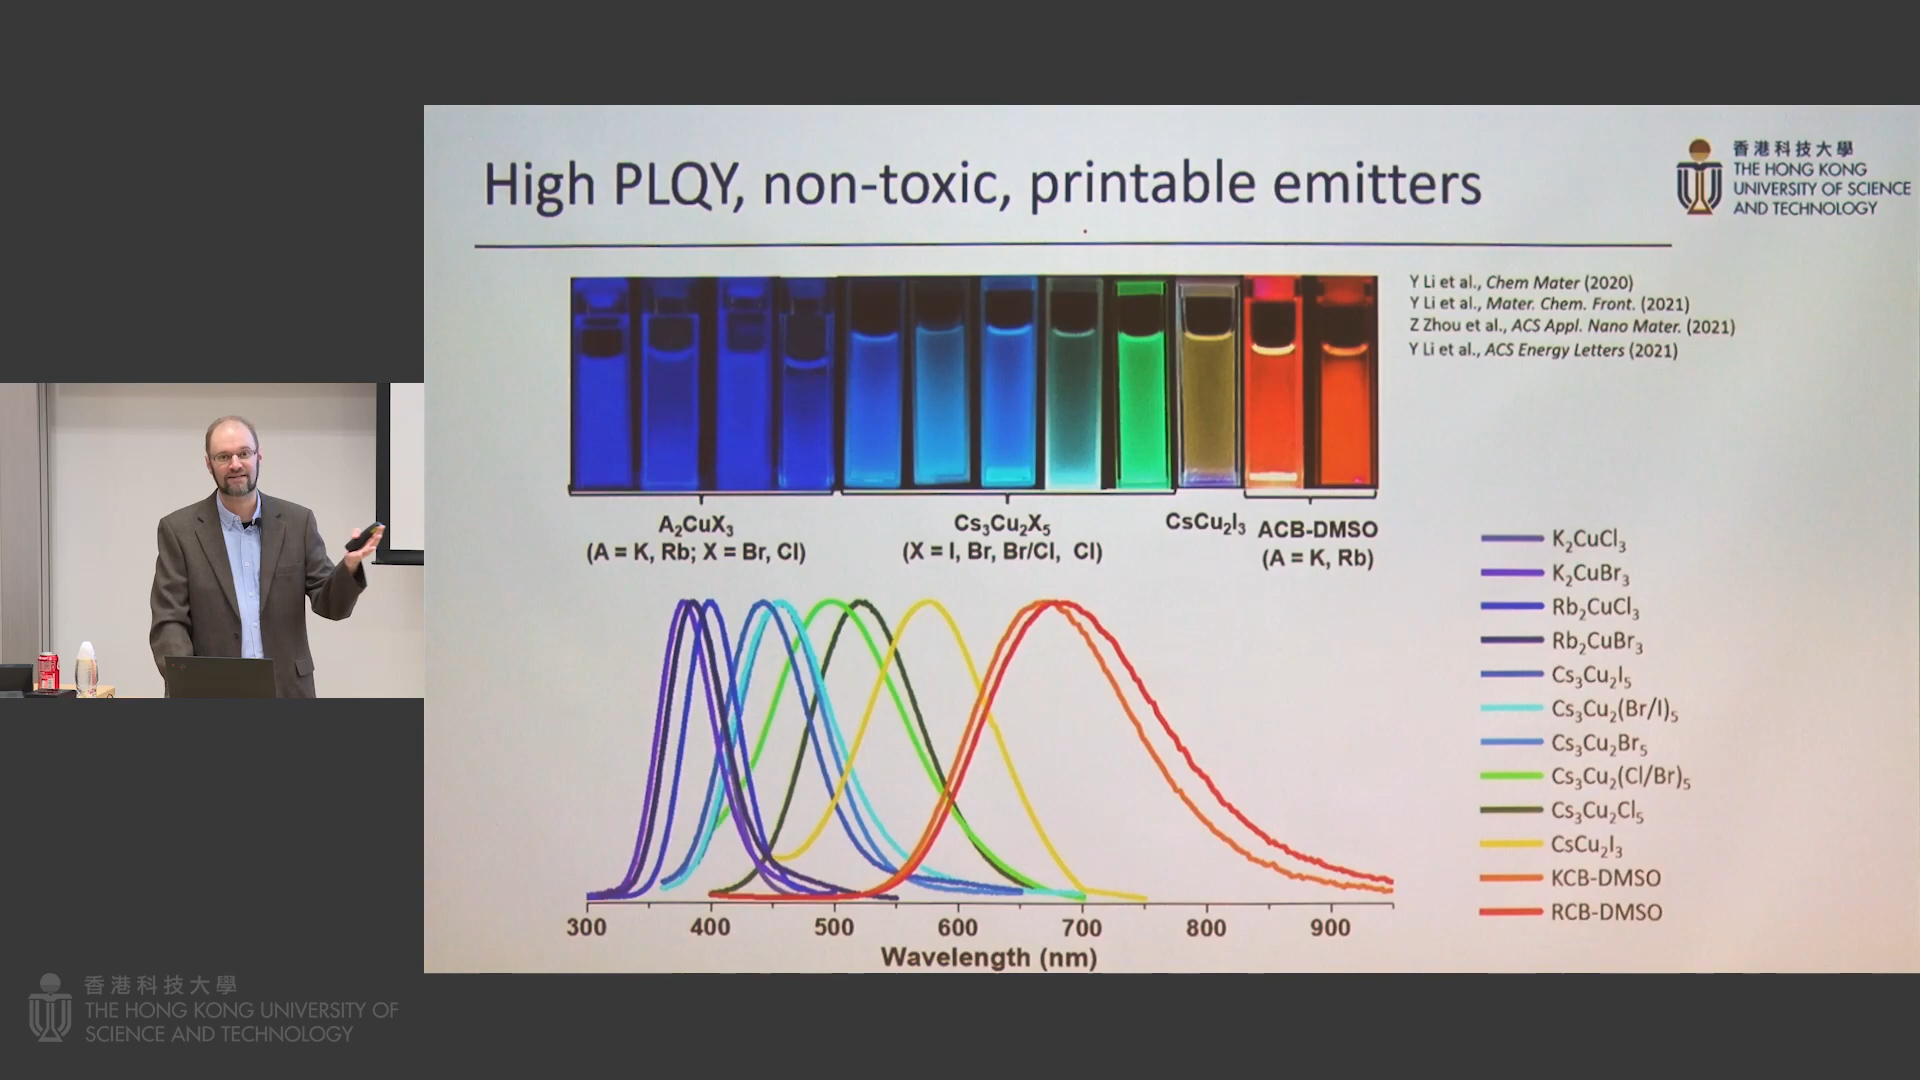 High PLQY, non-toxic, printable emitters
香港科技大學
THE HONG KONG
UNIVERSITY OF SCIENCE
AND TECHNOLOGY
Y Li et al., Chem Mater (2020)
Y Li et al., Mater. Chem. Front. (2021)
Z Zhou et al., ACS Appl. Nano Mater. (2021)
Y Li et al., ACS Energy Letters (2021)
A₂CuX₃
(A = K, Rb; X = Br, Cl)
Cs₃Cu₂X₅
(X = I, Br, Br/Cl, Cl)
CsCu₂I₃
ACB-DMSO
(A = K, Rb)
K₂CuCl₃
K₂CuBr₃
Rb₂CuCl₃
Rb₂CuBr₃
Cs₃Cu₂I₅
Cs₃Cu₂(Br/I)₅
Cs₃Cu₂Br₅
Cs₃Cu₂(Cl/Br)₅
Cs₃Cu₂Cl₅
CsCu₂I₃
KCB-DMSO
RCB-DMSO
300 400 500 600 700 800 900
Wavelength (nm)
香港科技大學
THE HONG KONG UNIVERSITY OF
SCIENCE AND TECHNOLOGY